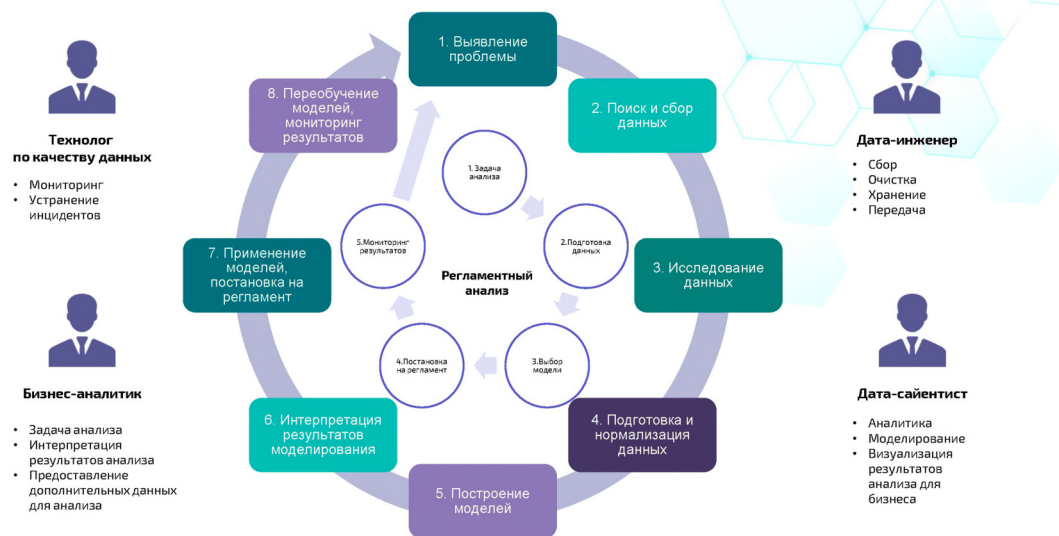 1. Выявление
проблемы
2. Поиск и сбор
данных
3. Исследование
данных
4. Подготовка и
нормализация
данных
5. Построение
моделей
6. Интерпретация
результатов
моделирования
7. Применение
моделей,
постановка на
регламент
8. Переобучение
моделей,
мониторинг
результатов
1. Задача
анализа
2.Подготовка
данных
3.Выбор
модели
4.Постановка
на регламент
5.Мониторинг
результатов
Регламентный
анализ
Технолог
по качеству данных
• Мониторинг
• Устранение
инцидентов
Бизнес-аналитик
• Задача анализа
• Интерпретация
результатов анализа
• Предоставление
дополнительных данных
для анализа
Дата-инженер
• Сбор
• Очистка
• Хранение
• Передача
Дата-сайентист
• Аналитика
• Моделирование
• Визуализация
результатов
анализа для
бизнеса